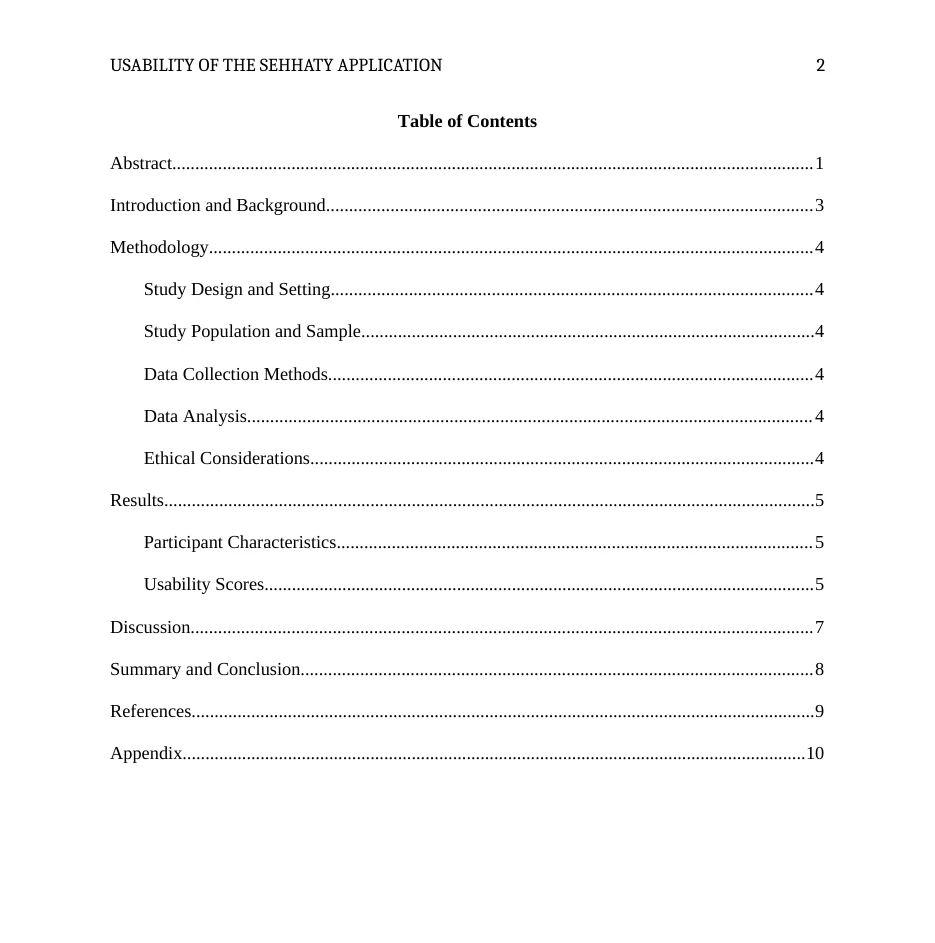 USABILITY OF THE SEHHATY APPLICATION 2
Table of Contents
Abstract.......................................................................................................................................1
Introduction and Background.........................................................................................................3
Methodology...................................................................................................................................4
Study Design and Setting.........................................................................................................4
Study Population and Sample..................................................................................................4
Data Collection Methods.........................................................................................................4
Data Analysis...........................................................................................................................4
Ethical Considerations.............................................................................................................4
Results.............................................................................................................................................5
Participant Characteristics.......................................................................................................5
Usability Scores.......................................................................................................................5
Discussion.......................................................................................................................................7
Summary and Conclusion...............................................................................................................8
References.......................................................................................................................................9
Appendix.......................................................................................................................................10